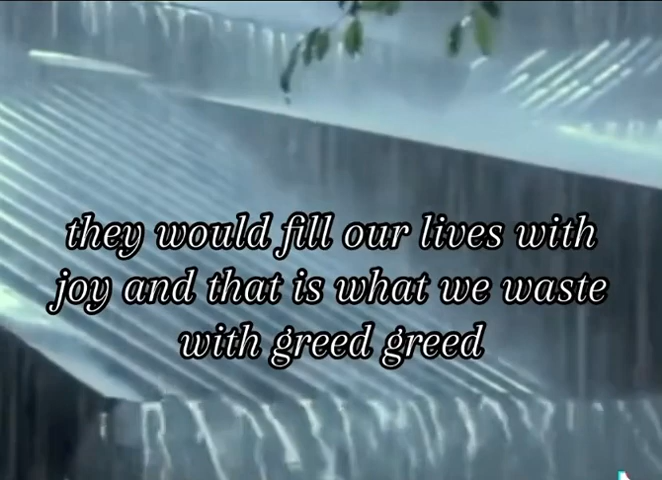 they would fill our lives with
joy and that is what we waste
with greed greed